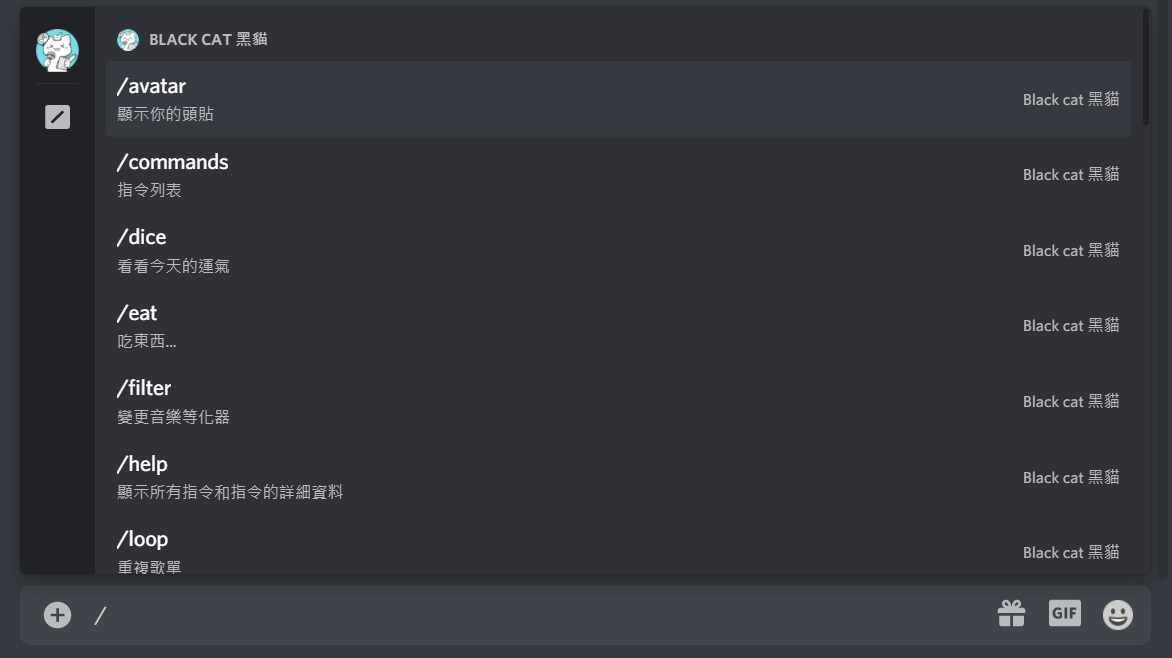 BLACK CAT 黑貓
/avatar
顯示你的頭貼
Black cat 黑貓
/commands
指令列表
Black cat 黑貓
/dice
看看今天的運氣
Black cat 黑貓
/eat
吃東西...
Black cat 黑貓
/filter
變更音樂等化器
Black cat 黑貓
/help
顯示所有指令和指令的詳細資料
Black cat 黑貓
/loop
重複歌單
Black cat 黑貓
/
GIF